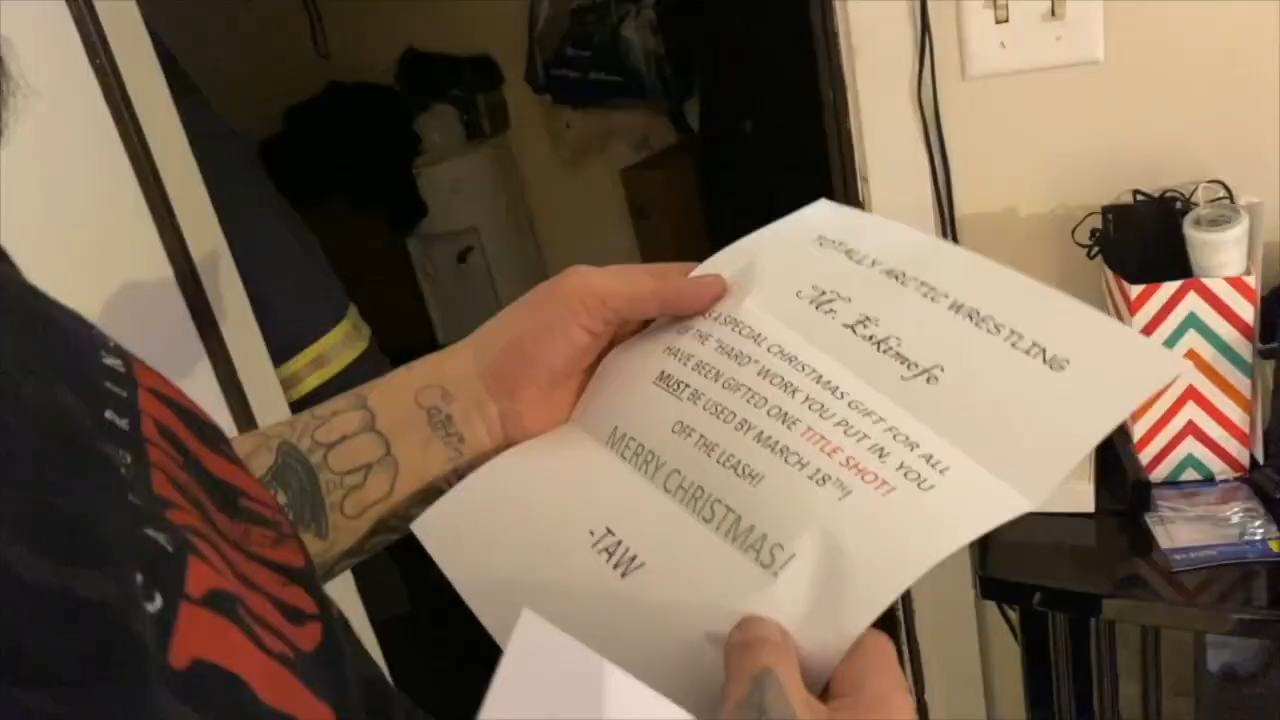 TOTALLY ARCTIC WRESTLING
Mr. Eskimofo
AS A SPECIAL CHRISTMAS GIFT FOR ALL
OF THE "HARD" WORK YOU PUT IN, YOU
HAVE BEEN GIFTED ONE TITLE SHOT!
MUST BE USED BY MARCH 18TH!
OFF THE LEASH!
MERRY CHRISTMAS!
-TAW